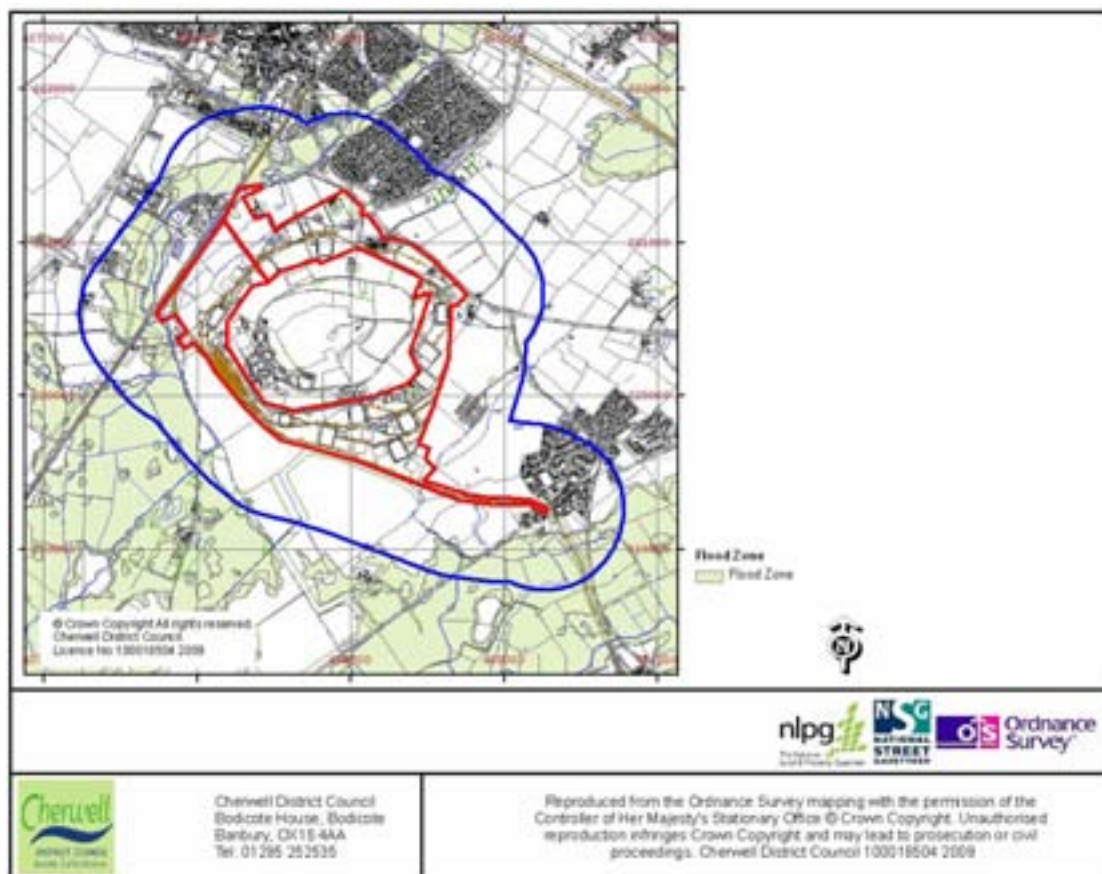 © Crown Copyright All rights reserved
Cherwell District Council
Licence No 100018504 2009
Flood Zone
Flood Zone
N
nlpg
NSG
NATIONAL
STREET
GAZETTEER
Ordnance
Survey
Cherwell
DISTRICT COUNCIL
Cherwell District Council
Bodicote House, Bodicote
Banbury, OX15 4AA
Tel: 01295 252535
Reproduced from the Ordnance Survey mapping with the permission of the
Controller of Her Majesty's Stationary Office © Crown Copyright. Unauthorised
reproduction infringes Crown Copyright and may lead to prosecution or civil
proceedings. Cherwell District Council 100018504 2009